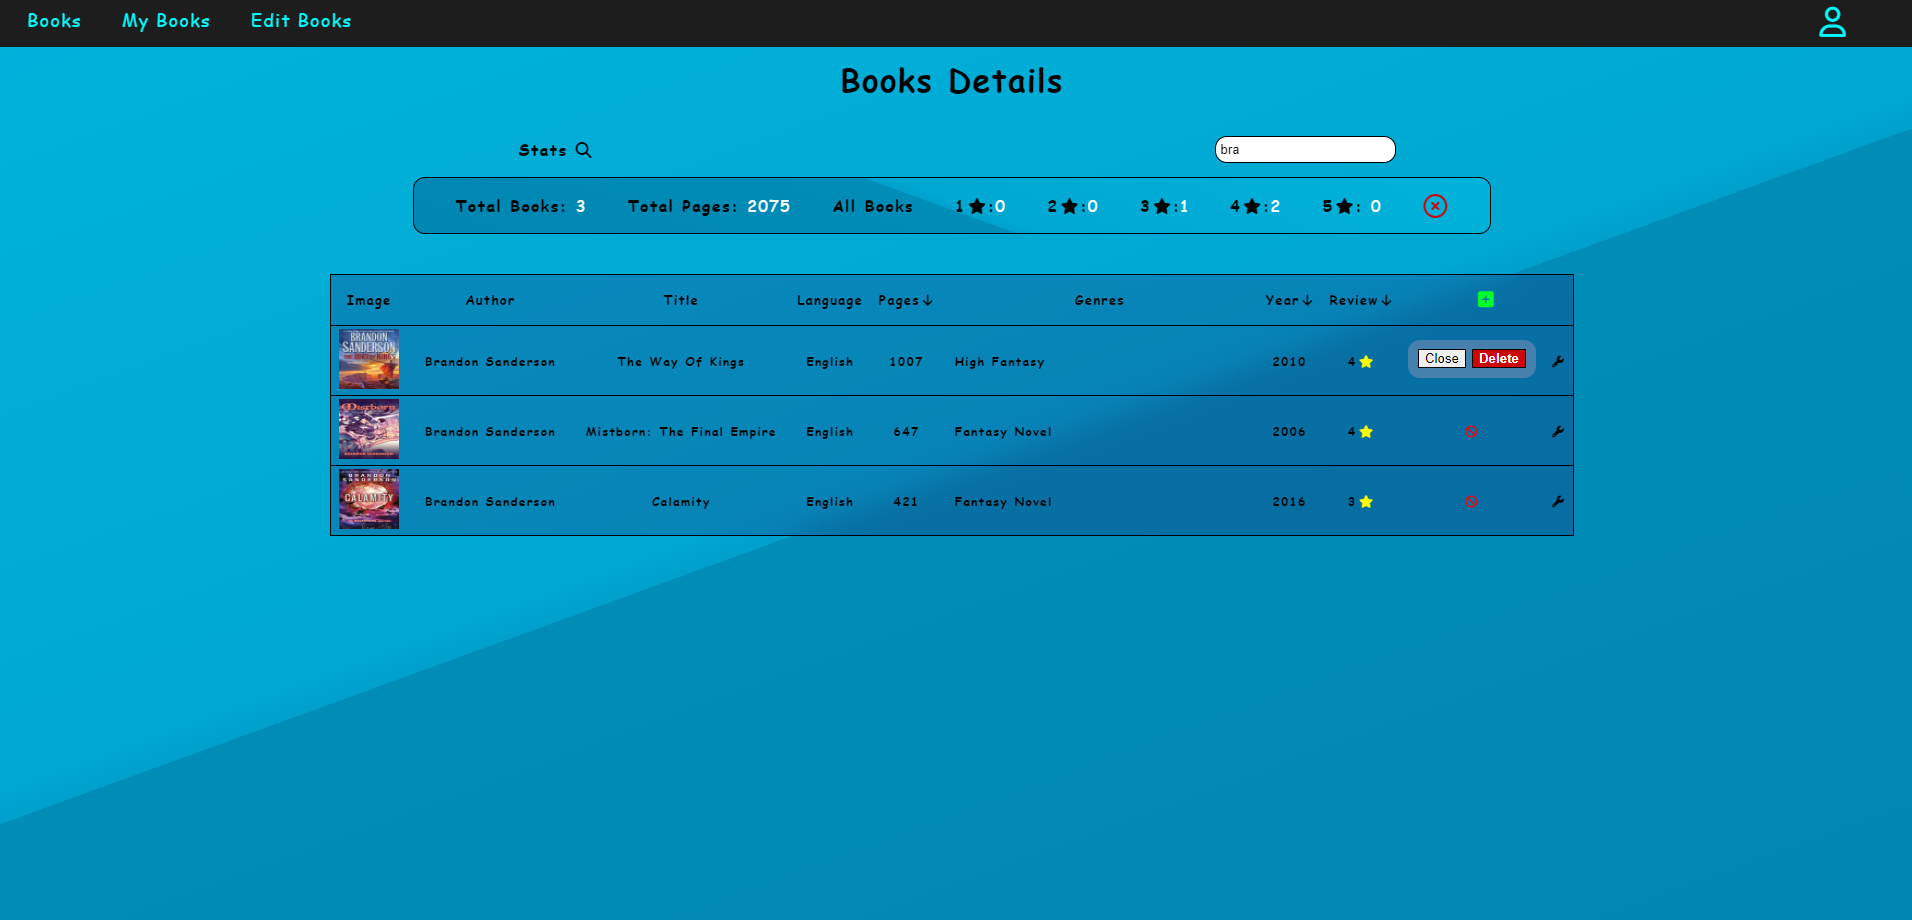 Books My Books Edit Books
Books Details
Stats bra
Total Books: 3 Total Pages: 2075 All Books 1★:0 2★:0 3★:1 4★:2 5★: 0
Image Author Title Language Pages↓ Genres Year↓ Review↓
BRANDON
SANDERSON
Brandon Sanderson The Way Of Kings English 1007 High Fantasy 2010 4 Close Delete
Mistborn
Brandon Sanderson Mistborn: The Final Empire English 647 Fantasy Novel 2006 4
BRANDON
SANDERSON
CALAMITY
Brandon Sanderson Calamity English 421 Fantasy Novel 2016 3